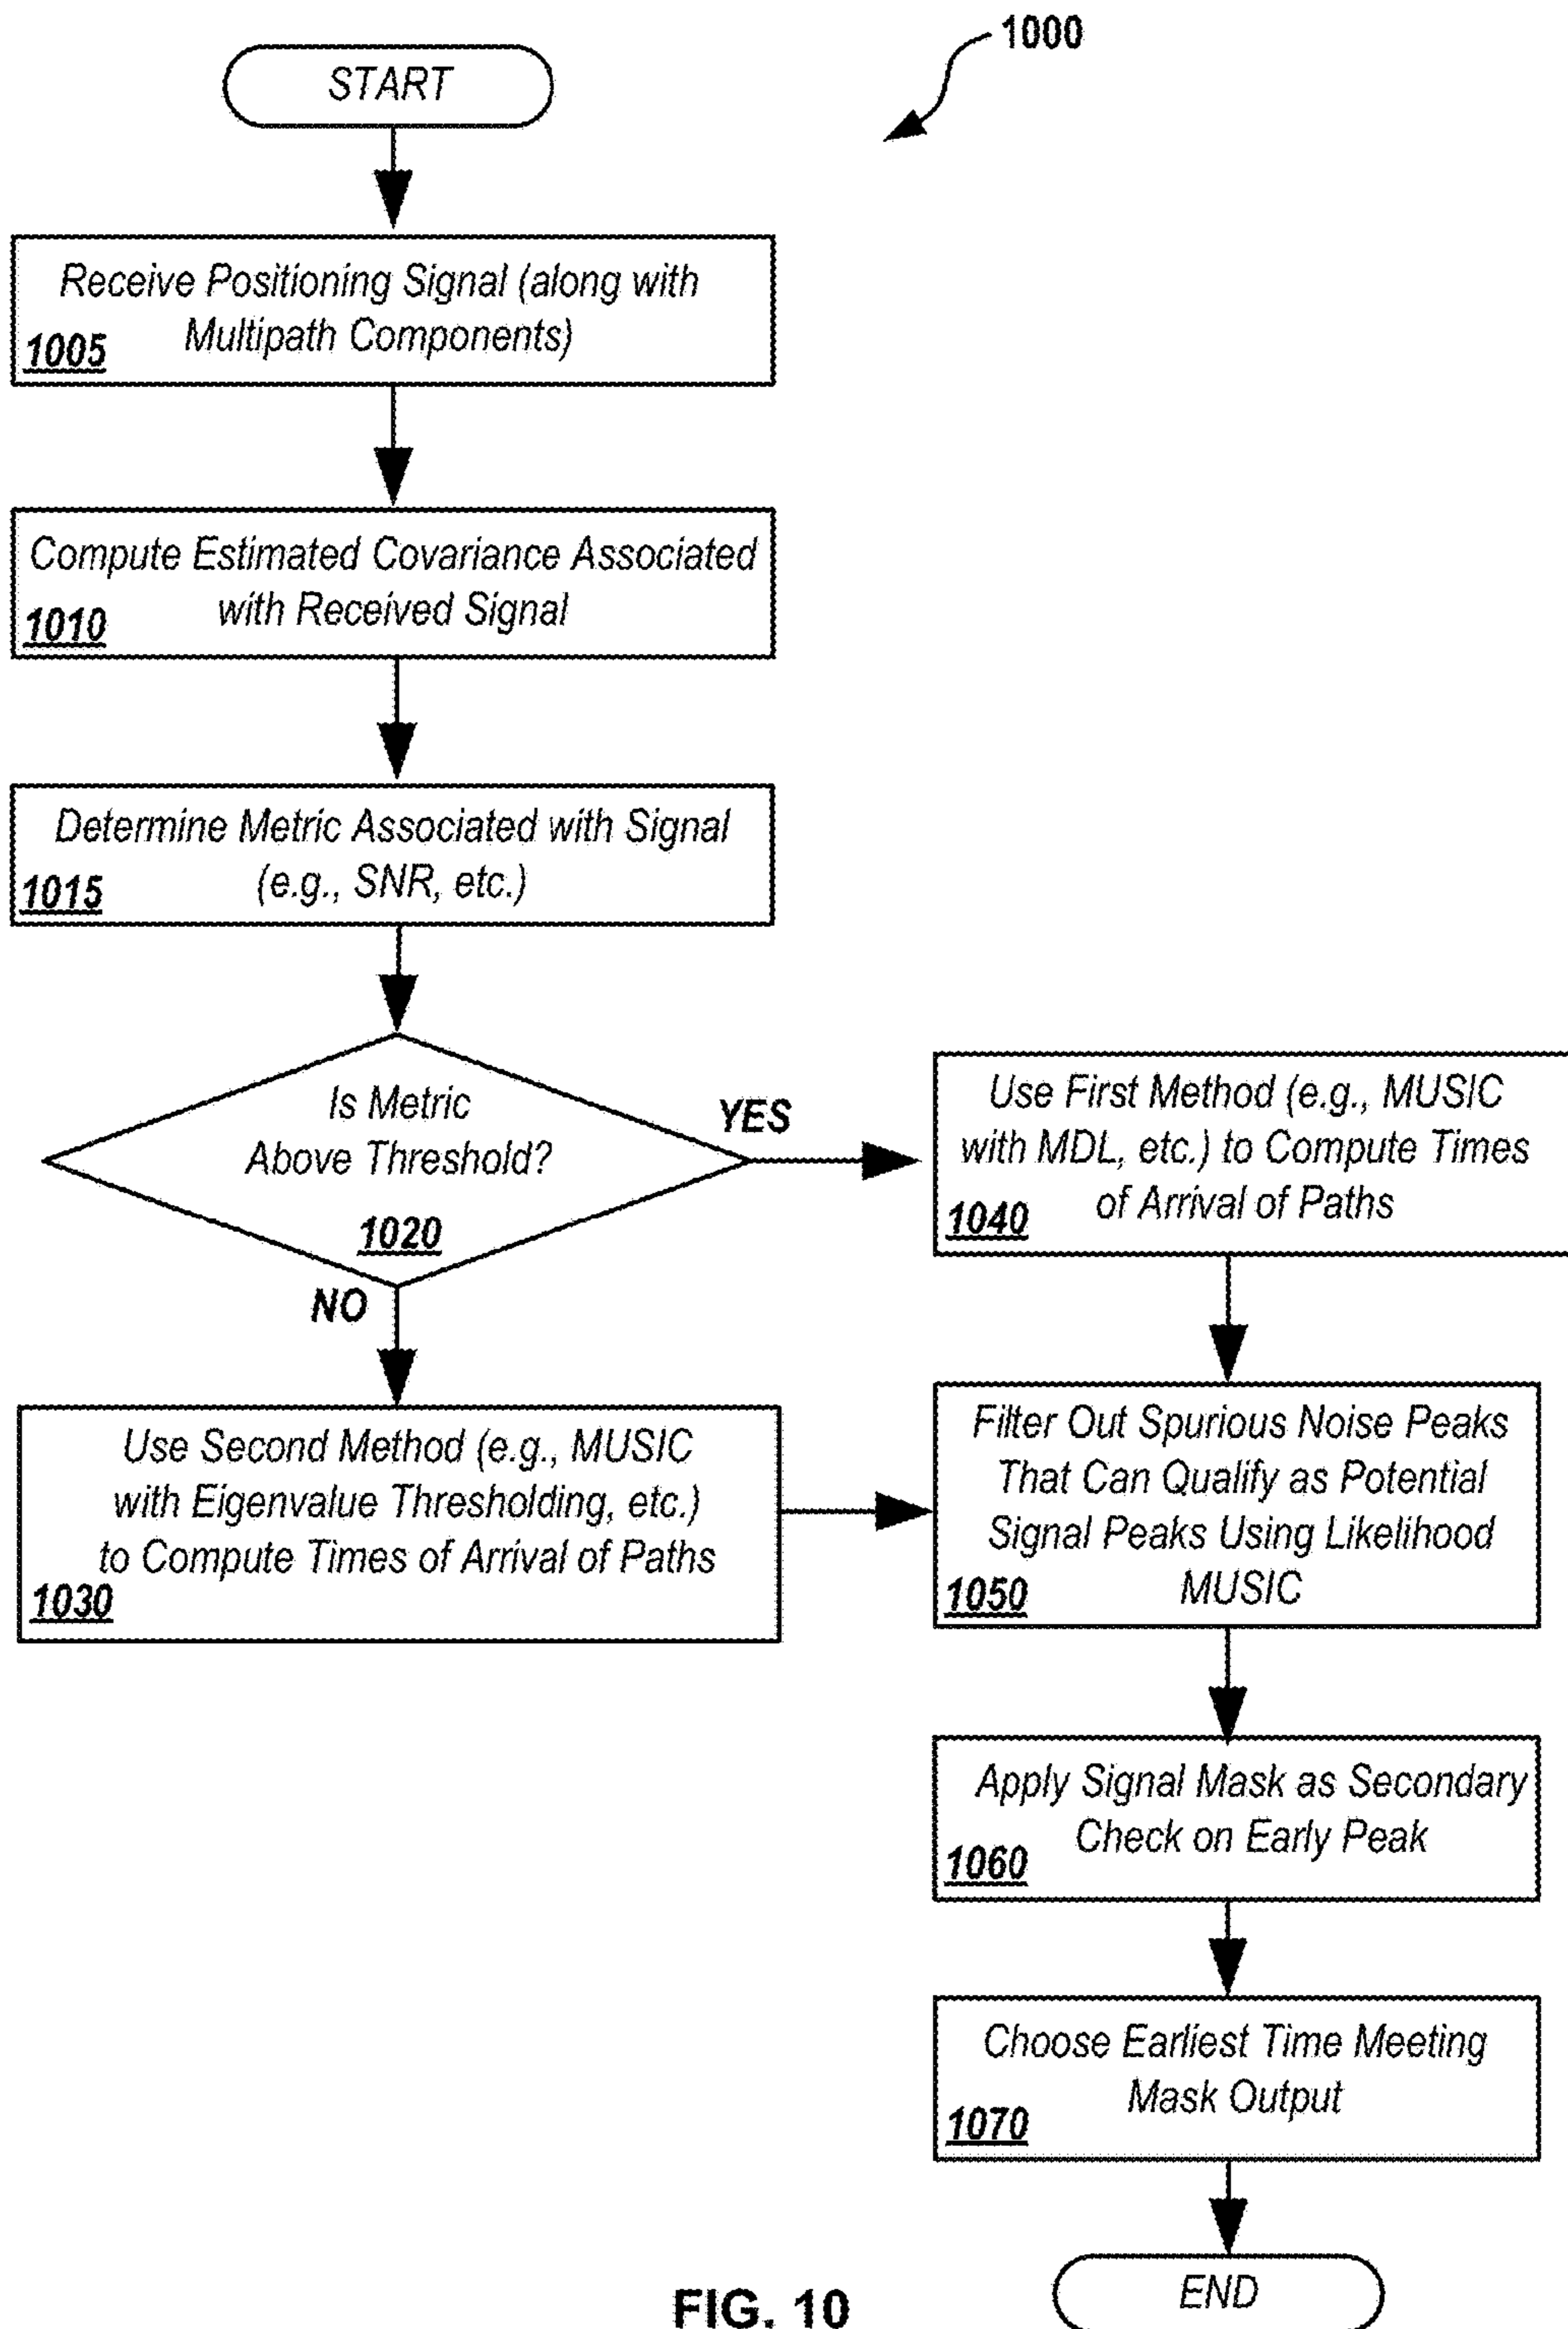 1000
START
Receive Positioning Signal (along with
Multipath Components)
1005
Compute Estimated Covariance Associated
with Received Signal
1010
Determine Metric Associated with Signal
(e.g., SNR, etc.)
1015
Is Metric
Above Threshold?
1020
YES
NO
Use First Method (e.g., MUSIC
with MDL, etc.) to Compute Times
of Arrival of Paths
1040
Use Second Method (e.g., MUSIC
with Eigenvalue Thresholding, etc.)
to Compute Times of Arrival of Paths
1030
Filter Out Spurious Noise Peaks
That Can Qualify as Potential
Signal Peaks Using Likelihood
MUSIC
1050
Apply Signal Mask as Secondary
Check on Early Peak
1060
Choose Earliest Time Meeting
Mask Output
1070
END
FIG. 10